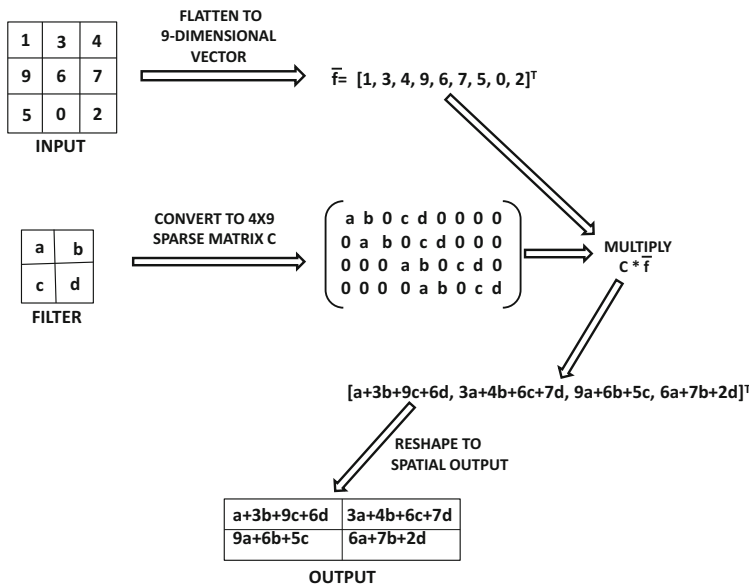 1 3 4
9 6 7
5 0 2
INPUT
FLATTEN TO
9-DIMENSIONAL
VECTOR
f̅= [1, 3, 4, 9, 6, 7, 5, 0, 2]ᵀ
a b
c d
FILTER
CONVERT TO 4X9
SPARSE MATRIX C
a b 0 c d 0 0 0 0
0 a b 0 c d 0 0 0
0 0 0 a b 0 c d 0
0 0 0 0 a b 0 c d
MULTIPLY
C * f̅
[a+3b+9c+6d, 3a+4b+6c+7d, 9a+6b+5c, 6a+7b+2d]ᵀ
RESHAPE TO
SPATIAL OUTPUT
a+3b+9c+6d 3a+4b+6c+7d
9a+6b+5c 6a+7b+2d
OUTPUT